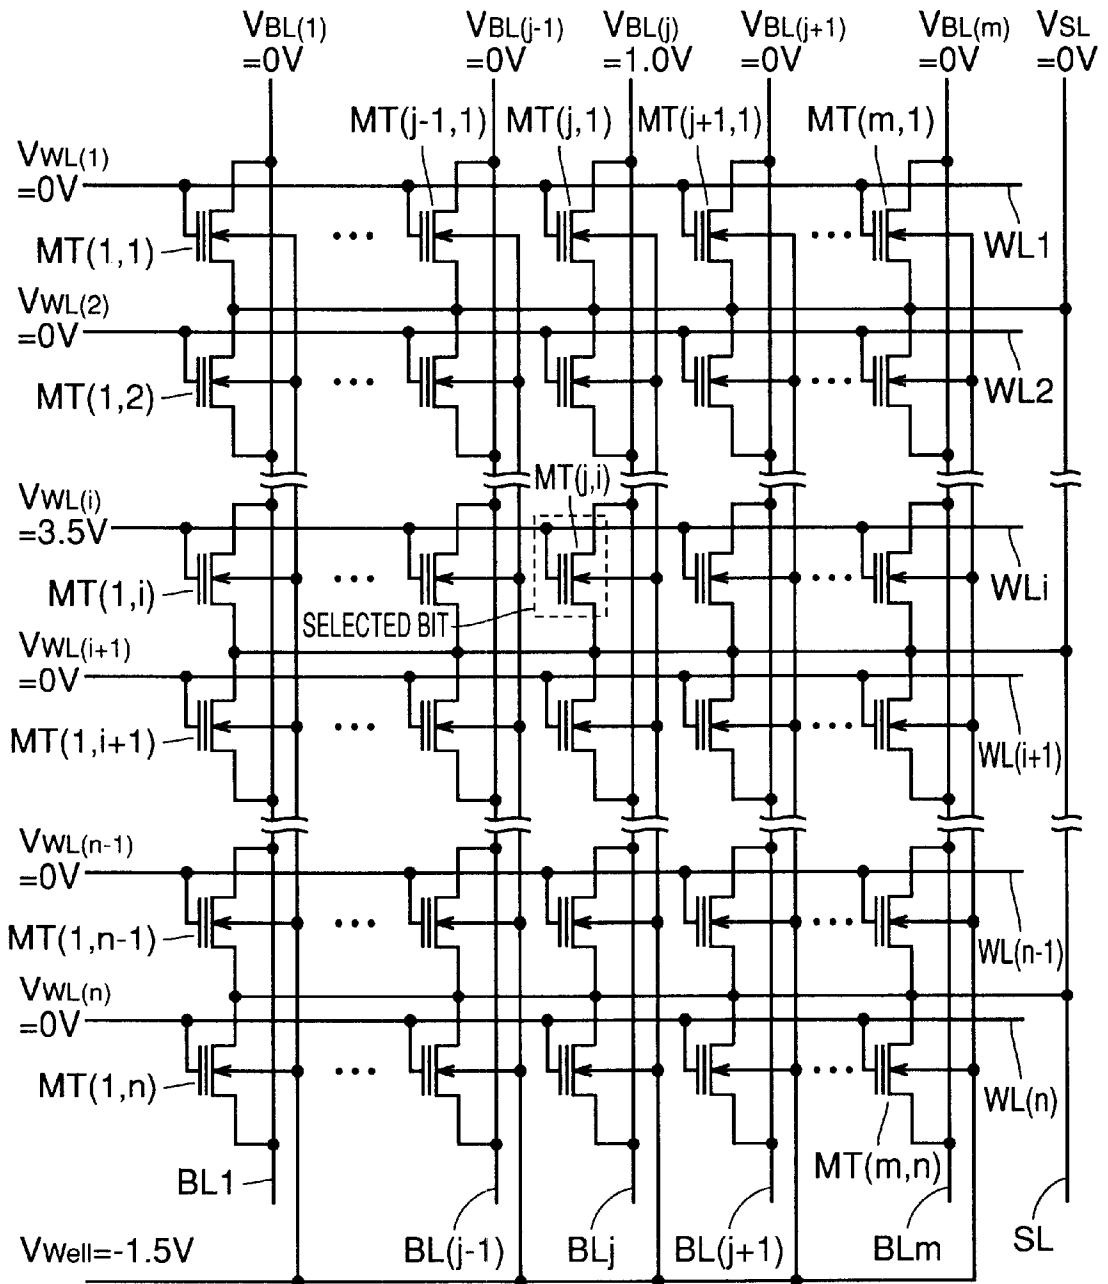 VBL(1)
=0V
VBL(j-1)
=0V
VBL(j)
=1.0V
VBL(j+1)
=0V
VBL(m)
=0V
VSL
=0V
MT(j-1,1)
MT(j,1)
MT(j+1,1)
MT(m,1)
VWL(1)
=0V
MT(1,1)
WL1
VWL(2)
=0V
MT(1,2)
WL2
MT(j,i)
VWL(i)
=3.5V
MT(1,i)
WLi
SELECTED BIT
VWL(i+1)
=0V
MT(1,i+1)
WL(i+1)
VWL(n-1)
=0V
MT(1,n-1)
WL(n-1)
VWL(n)
=0V
MT(1,n)
WL(n)
MT(m,n)
BL1
BL(j-1)
BLj
BL(j+1)
BLm
SL
VWell=-1.5V